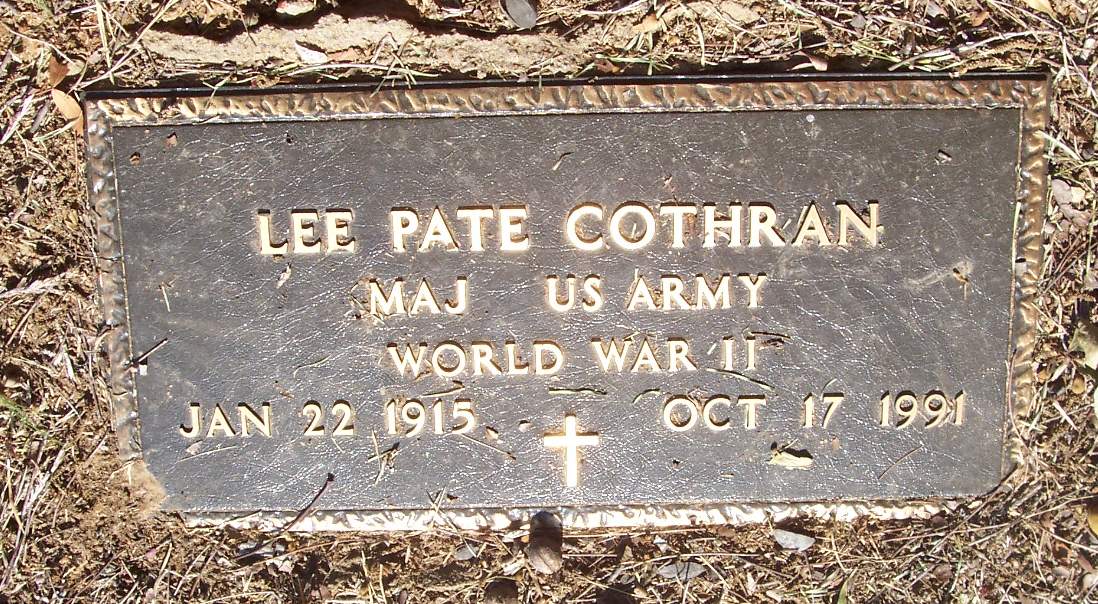 LEE PATE COTHRAN
MAJ US ARMY
WORLD WAR II
JAN 22 1915 OCT 17 1991